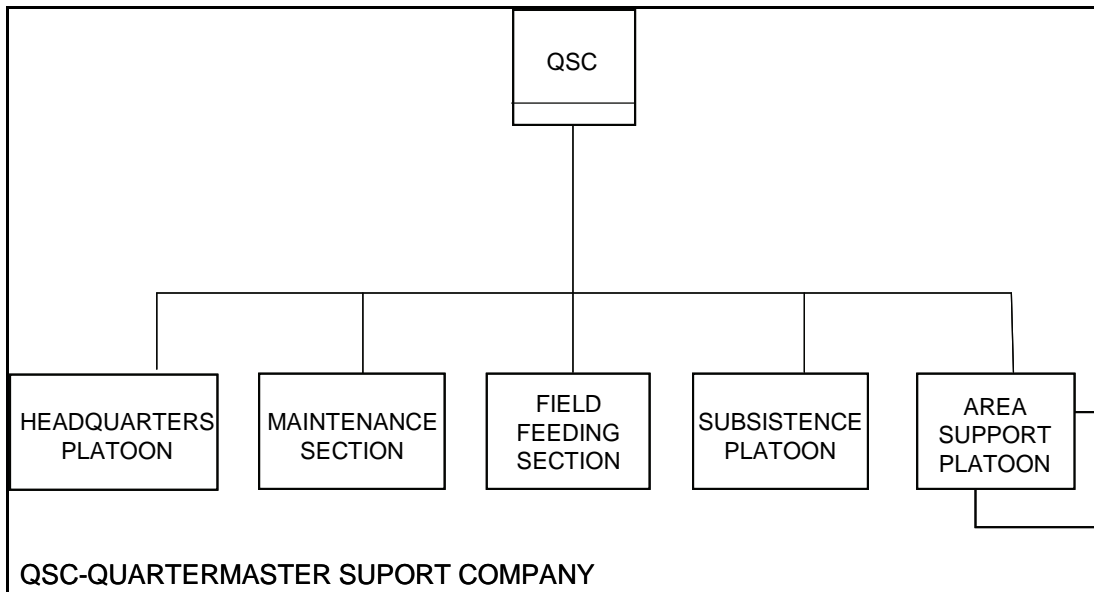 QSC
HEADQUARTERS
PLATOON
MAINTENANCE
SECTION
FIELD
FEEDING
SECTION
SUBSISTENCE
PLATOON
AREA
SUPPORT
PLATOON
QSC-QUARTERMASTER SUPORT COMPANY